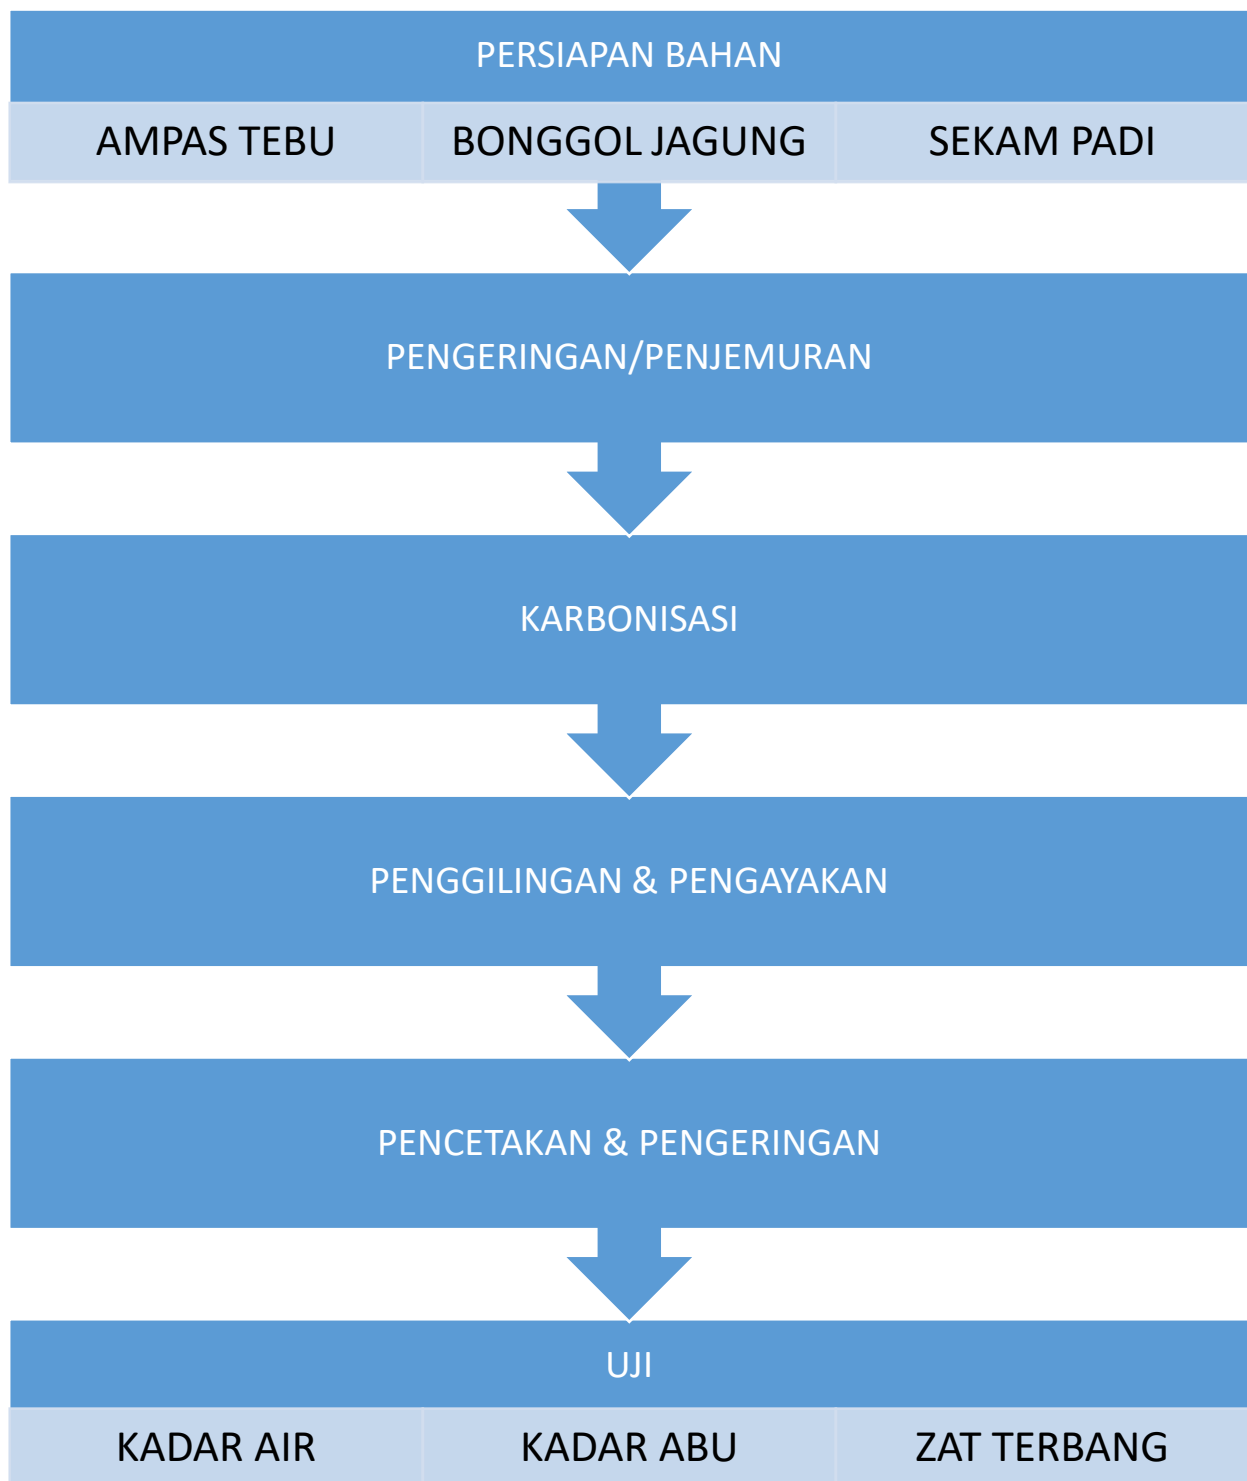 PERSIAPAN BAHAN
AMPAS TEBU BONGGOL JAGUNG SEKAM PADI
PENGERINGAN/PENJEMURAN
KARBONISASI
PENGGILINGAN & PENGAYAKAN
PENCETAKAN & PENGERINGAN
UJI
KADAR AIR KADAR ABU ZAT TERBANG